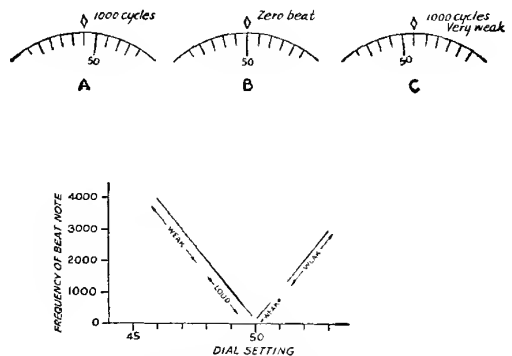 1000 cycles
Zero beat
1000 cycles
Very weak
50
50
50
A
B
C
FREQUENCY OF BEAT NOTE
4000
3000
2000
1000
0
WEAK
LOUD
WEAK
WEAK
45
50
DIAL SETTING